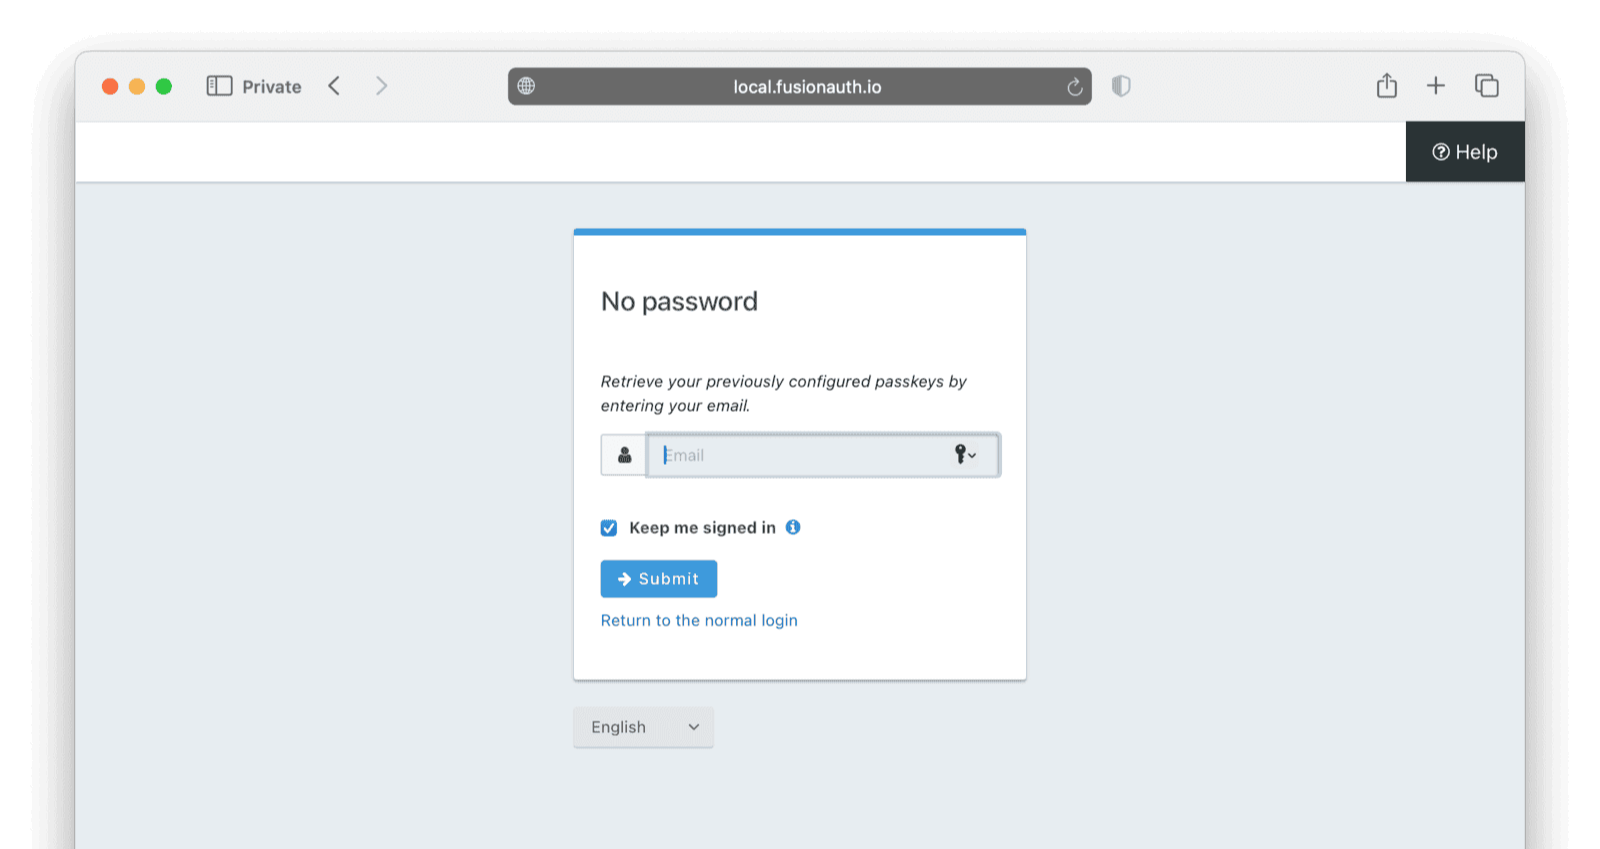 Private
local.fusionauth.io
Help
No password
Retrieve your previously configured passkeys by
entering your email.
Email
Keep me signed in
Submit
Return to the normal login
English